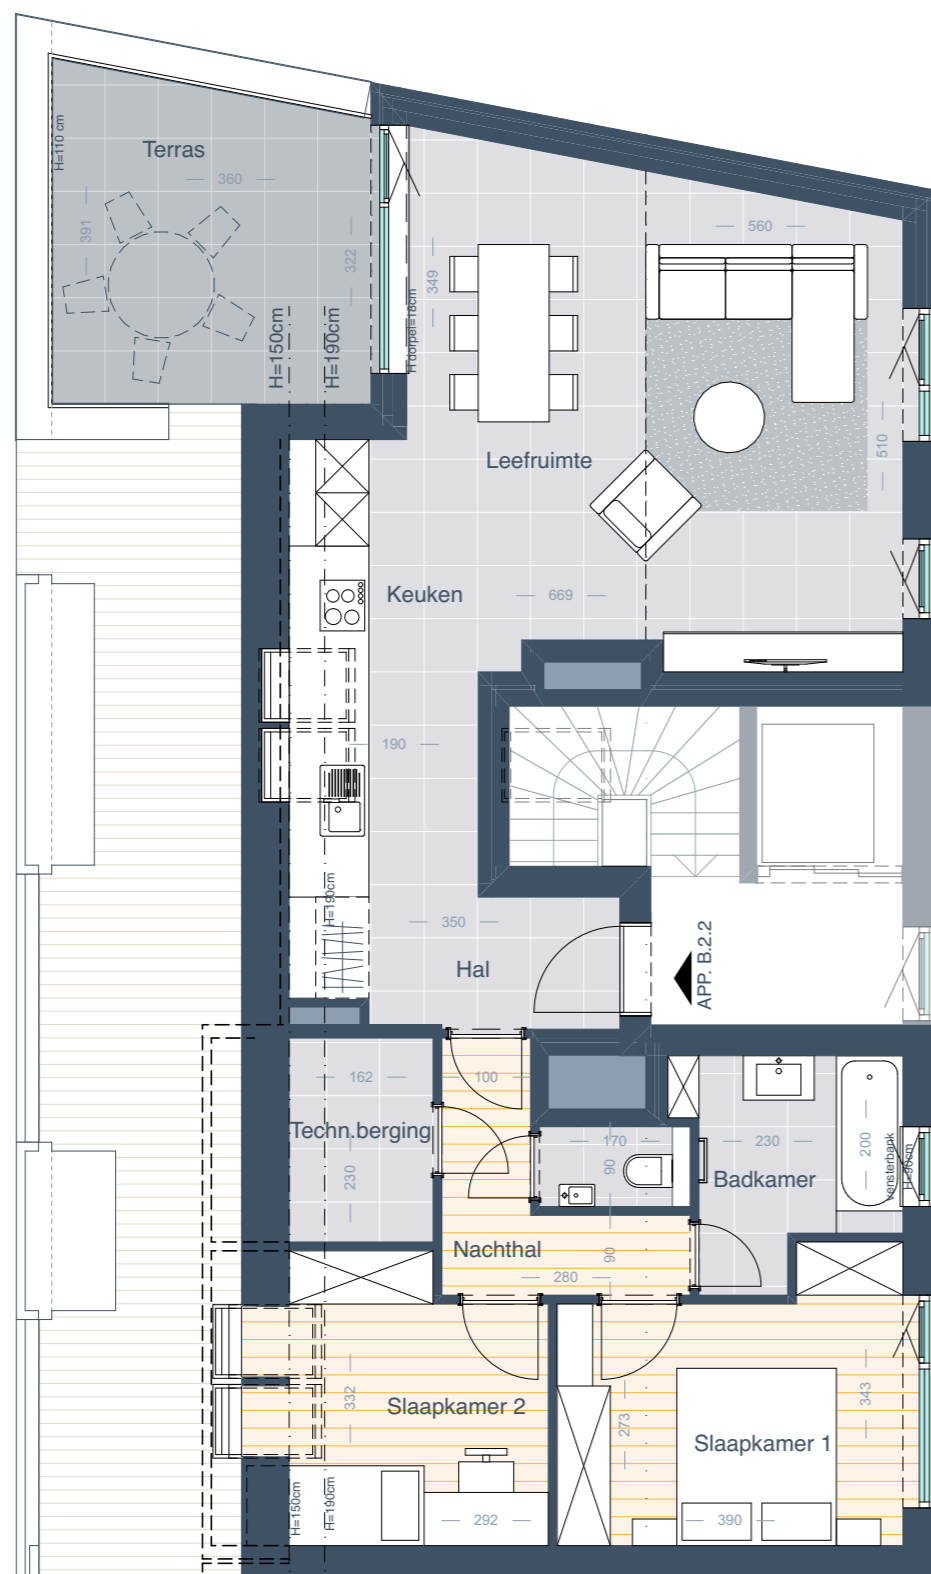 Terras
H=110 cm
360
391
322
349
560
H=150cm
H=190cm
H dorpel=18cm
Leefruimte
510
Keuken
669
190
H=190cm
350
Hal
APP. B.2.2
162
100
Techn.berging
170
230
200
90
230
Badkamer
vensterbank
H=90cm
Nachthal
90
280
332
Slaapkamer 2
273
343
Slaapkamer 1
H=150cm
H=190cm
292
390